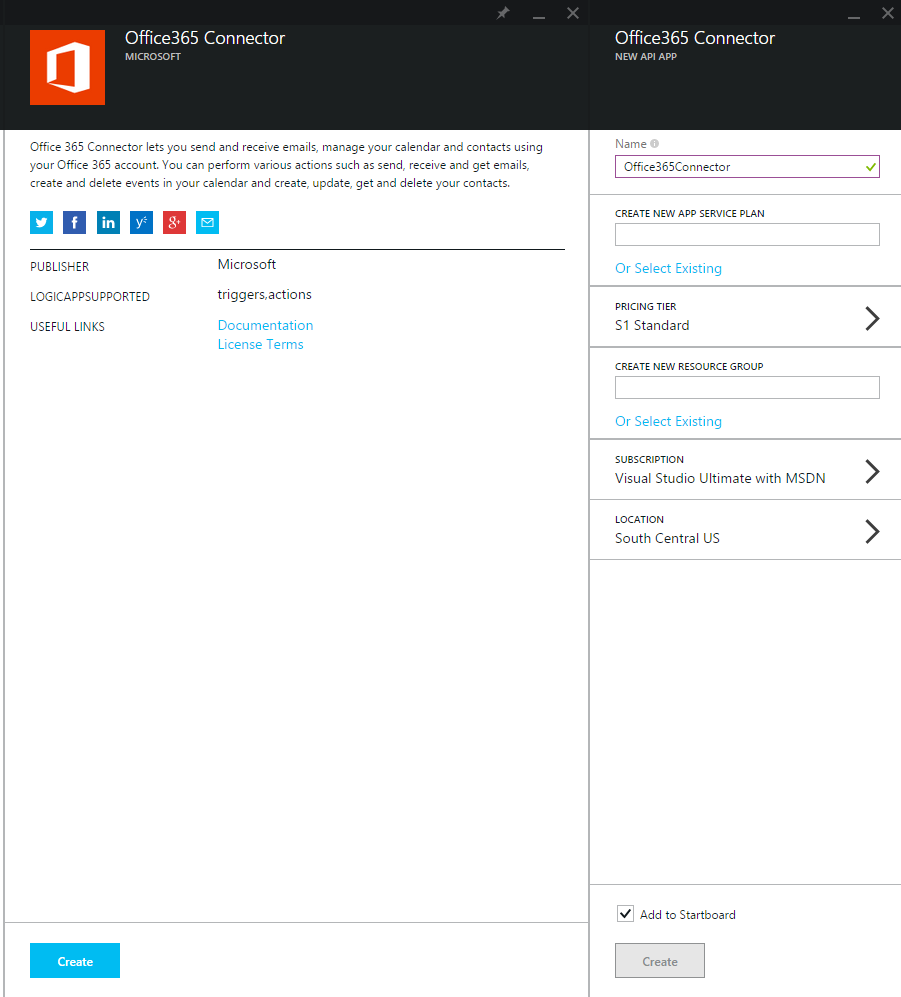 Office365 Connector
MICROSOFT
Office 365 Connector lets you send and receive emails, manage your calendar and contacts using
your Office 365 account. You can perform various actions such as send, receive and get emails,
create and delete events in your calendar and create, update, get and delete your contacts.
PUBLISHER
Microsoft
LOGICAPPSUPPORTED
triggers,actions
USEFUL LINKS
Documentation
License Terms
Create
Office365 Connector
NEW API APP
Name
Office365Connector
CREATE NEW APP SERVICE PLAN
Or Select Existing
PRICING TIER
S1 Standard
CREATE NEW RESOURCE GROUP
Or Select Existing
SUBSCRIPTION
Visual Studio Ultimate with MSDN
LOCATION
South Central US
Add to Startboard
Create